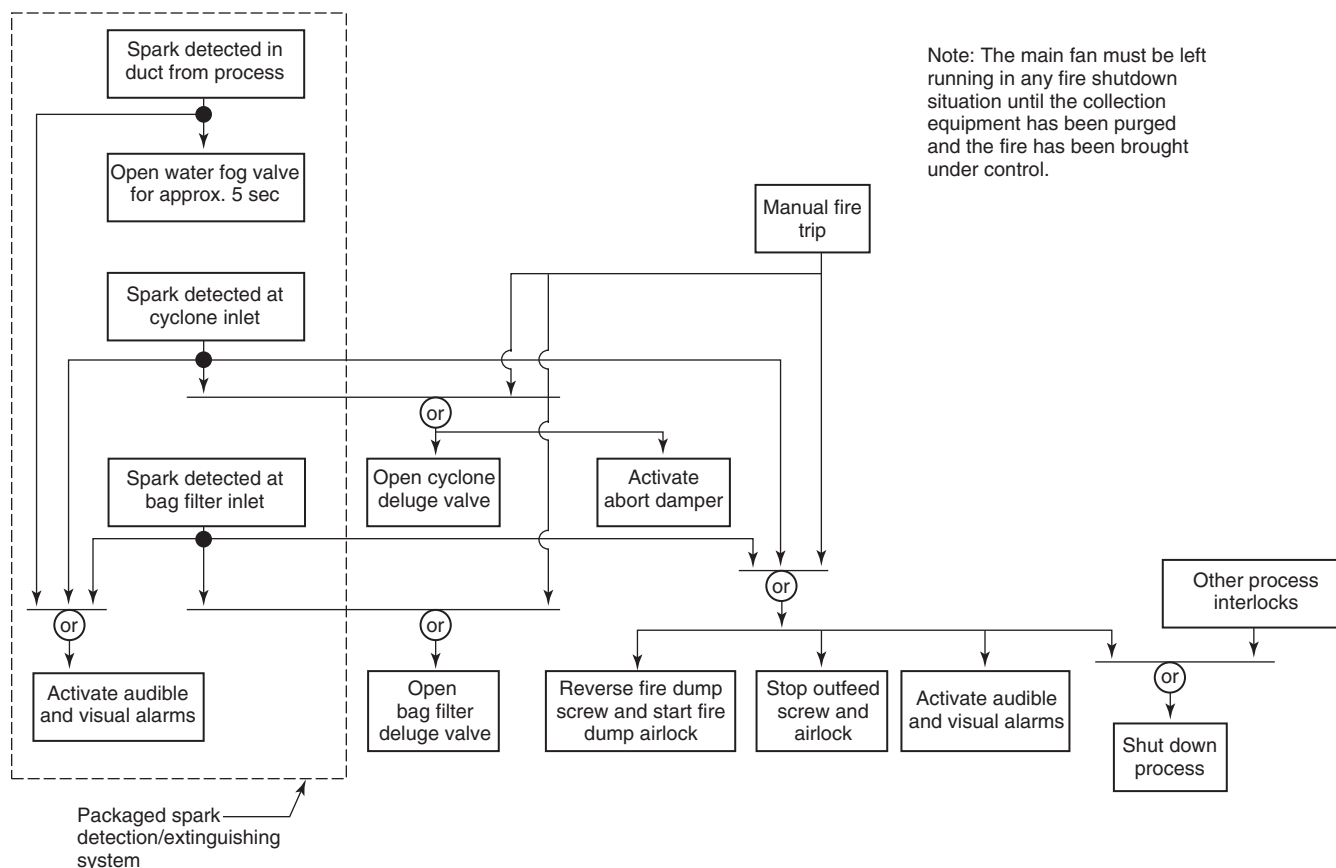 Spark detected in
duct from process
Note: The main fan must be left
running in any fire shutdown
situation until the collection
equipment has been purged
and the fire has been brought
under control.
Open water fog valve
for approx. 5 sec
Manual fire
trip
Spark detected at
cyclone inlet
or
Spark detected at
bag filter inlet
Open cyclone
deluge valve
Activate
abort damper
or
Other process
interlocks
or
or
Activate audible
and visual alarms
Open
bag filter
deluge valve
Reverse fire dump
screw and start fire
dump airlock
Stop outfeed
screw and
airlock
Activate audible
and visual alarms
or
Shut down
process
Packaged spark
detection/extinguishing
system